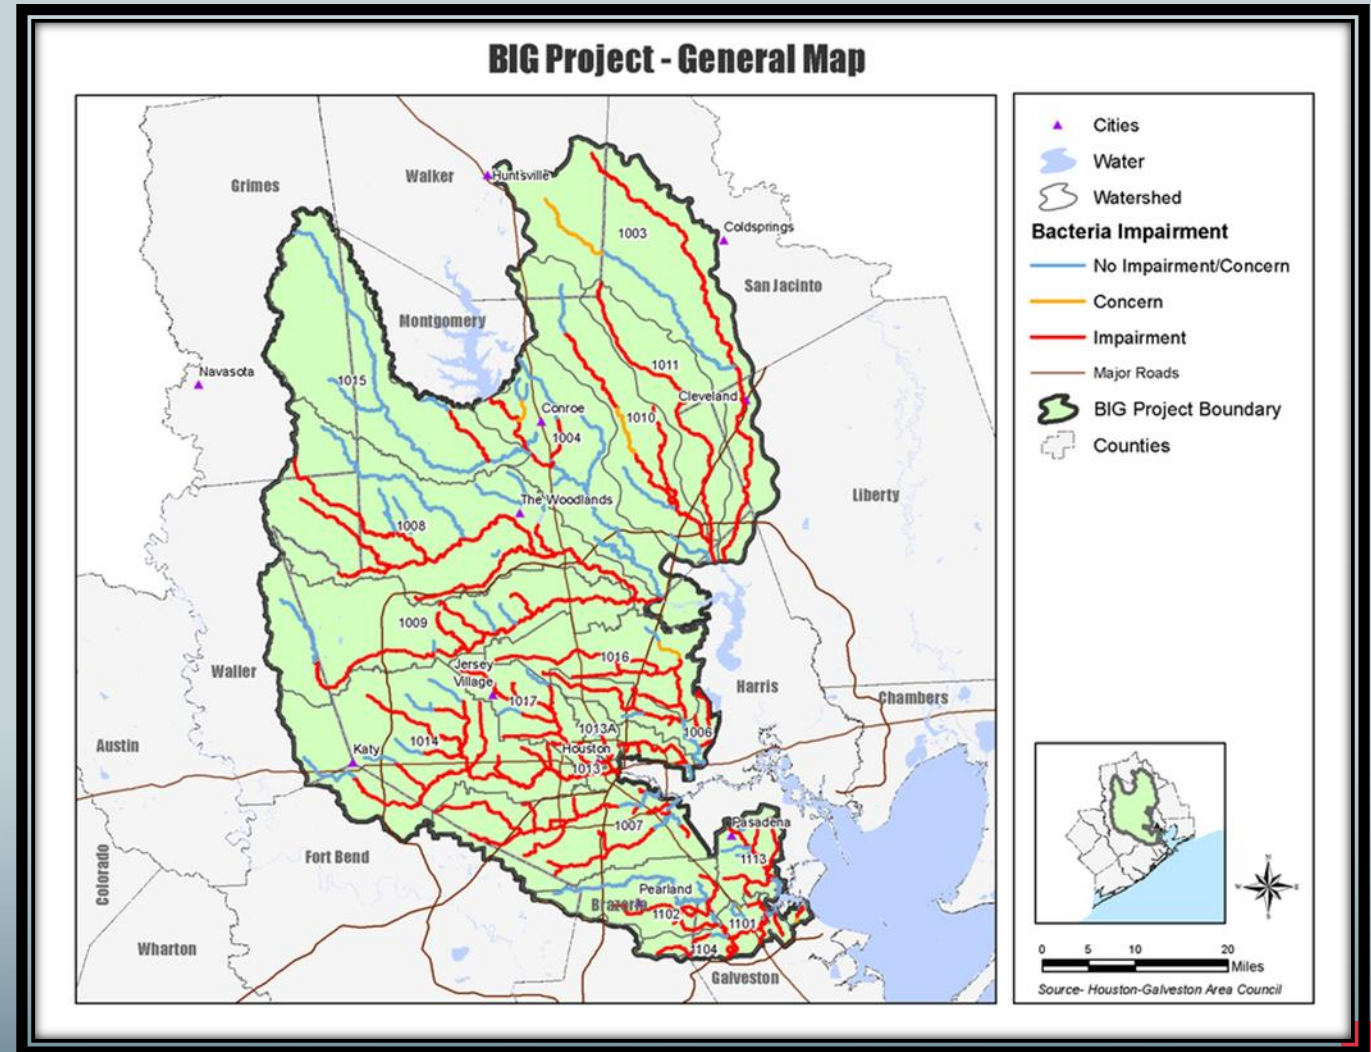 BIG Project - General Map
Grimes
Walker
Huntsville
1003
Coldsprings
San Jacinto
Montgomery
Navasota
1015
1011
Cleveland
Conroe
1010
1004
The Woodlands
Liberty
1008
1009
Waller
Jersey
Village
1016
1017
Harris
Chambers
Austin
1014
1013A
1006
Katy
Houston
1013
Colorado
Fort Bend
1007
Pasadena
1113
Pearland
Brazoria
1102
1101
Wharton
1104
Galveston
Cities
Water
Watershed
Bacteria Impairment
No Impairment/Concern
Concern
Impairment
Major Roads
BIG Project Boundary
Counties
N
W
E
S
0 5 10 20
Miles
Source- Houston-Galveston Area Council